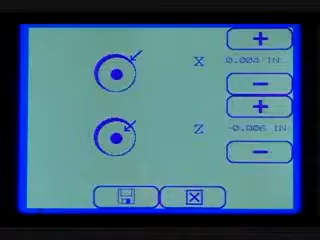 +
X 0.004 IN
−
+
Z -0.006 IN
−